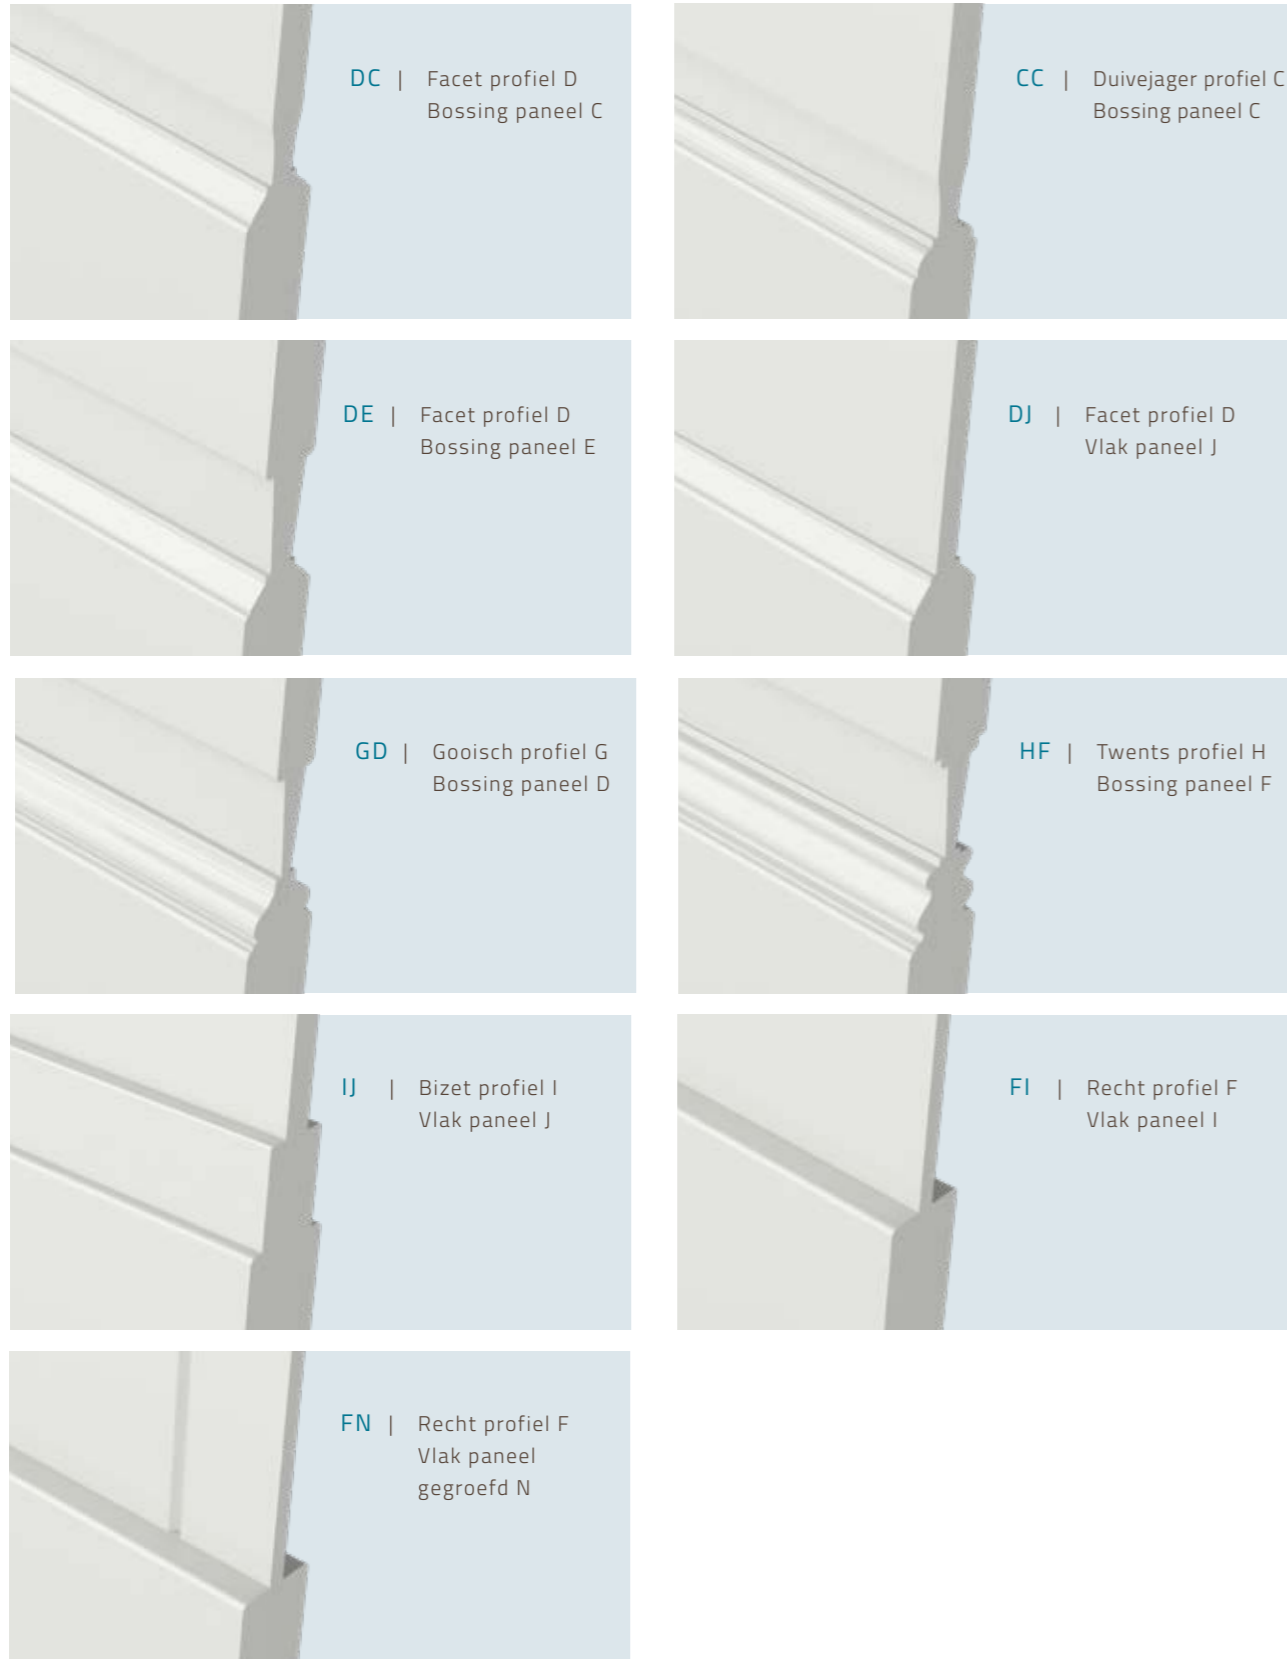 DC | Facet profiel D
Bossing paneel C
CC | Duivejager profiel C
Bossing paneel C
DE | Facet profiel D
Bossing paneel E
DJ | Facet profiel D
Vlak paneel J
GD | Gooisch profiel G
Bossing paneel D
HF | Twents profiel H
Bossing paneel F
IJ | Bizet profiel I
Vlak paneel J
FI | Recht profiel F
Vlak paneel I
FN | Recht profiel F
Vlak paneel
gegroefd N